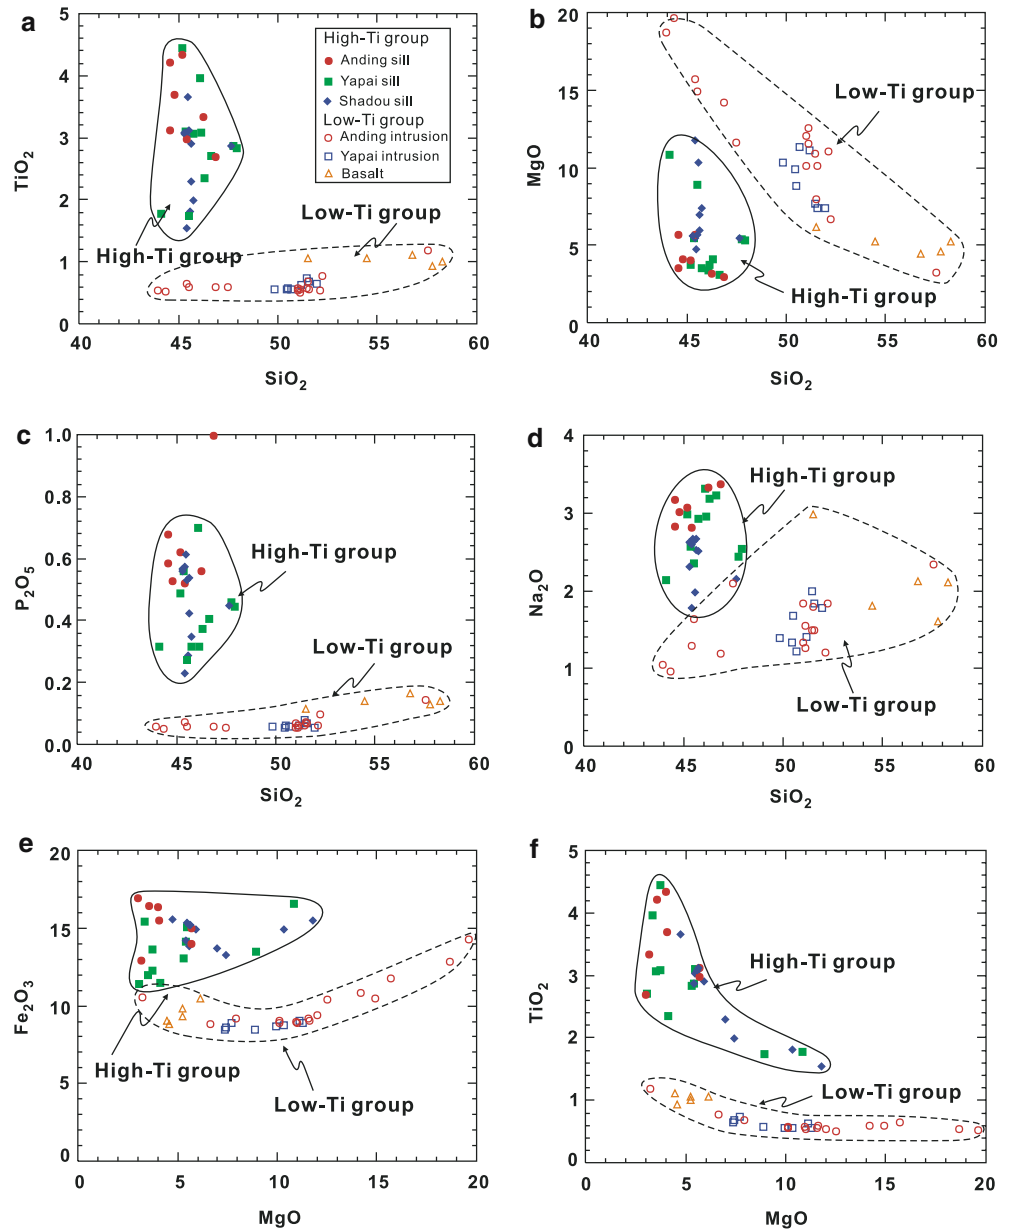 a
5
4
3
2
1
0
TiO2
40
45
50
55
60
SiO2
High-Ti group
Anding sill
Yapai sill
Shadou sill
Low-Ti group
Anding intrusion
Yapai intrusion
Basalt
Low-Ti group
High-Ti group
b
20
15
10
5
0
MgO
40
45
50
55
60
SiO2
Low-Ti group
High-Ti group
c
1.0
0.8
0.6
0.4
0.2
0.0
P2O5
40
45
50
55
60
SiO2
High-Ti group
Low-Ti group
d
4
3
2
1
0
Na2O
40
45
50
55
60
SiO2
High-Ti group
Low-Ti group
e
20
15
10
5
0
Fe2O3
0
5
10
15
20
MgO
High-Ti group
Low-Ti group
f
5
4
3
2
1
0
TiO2
0
5
10
15
20
MgO
High-Ti group
Low-Ti group